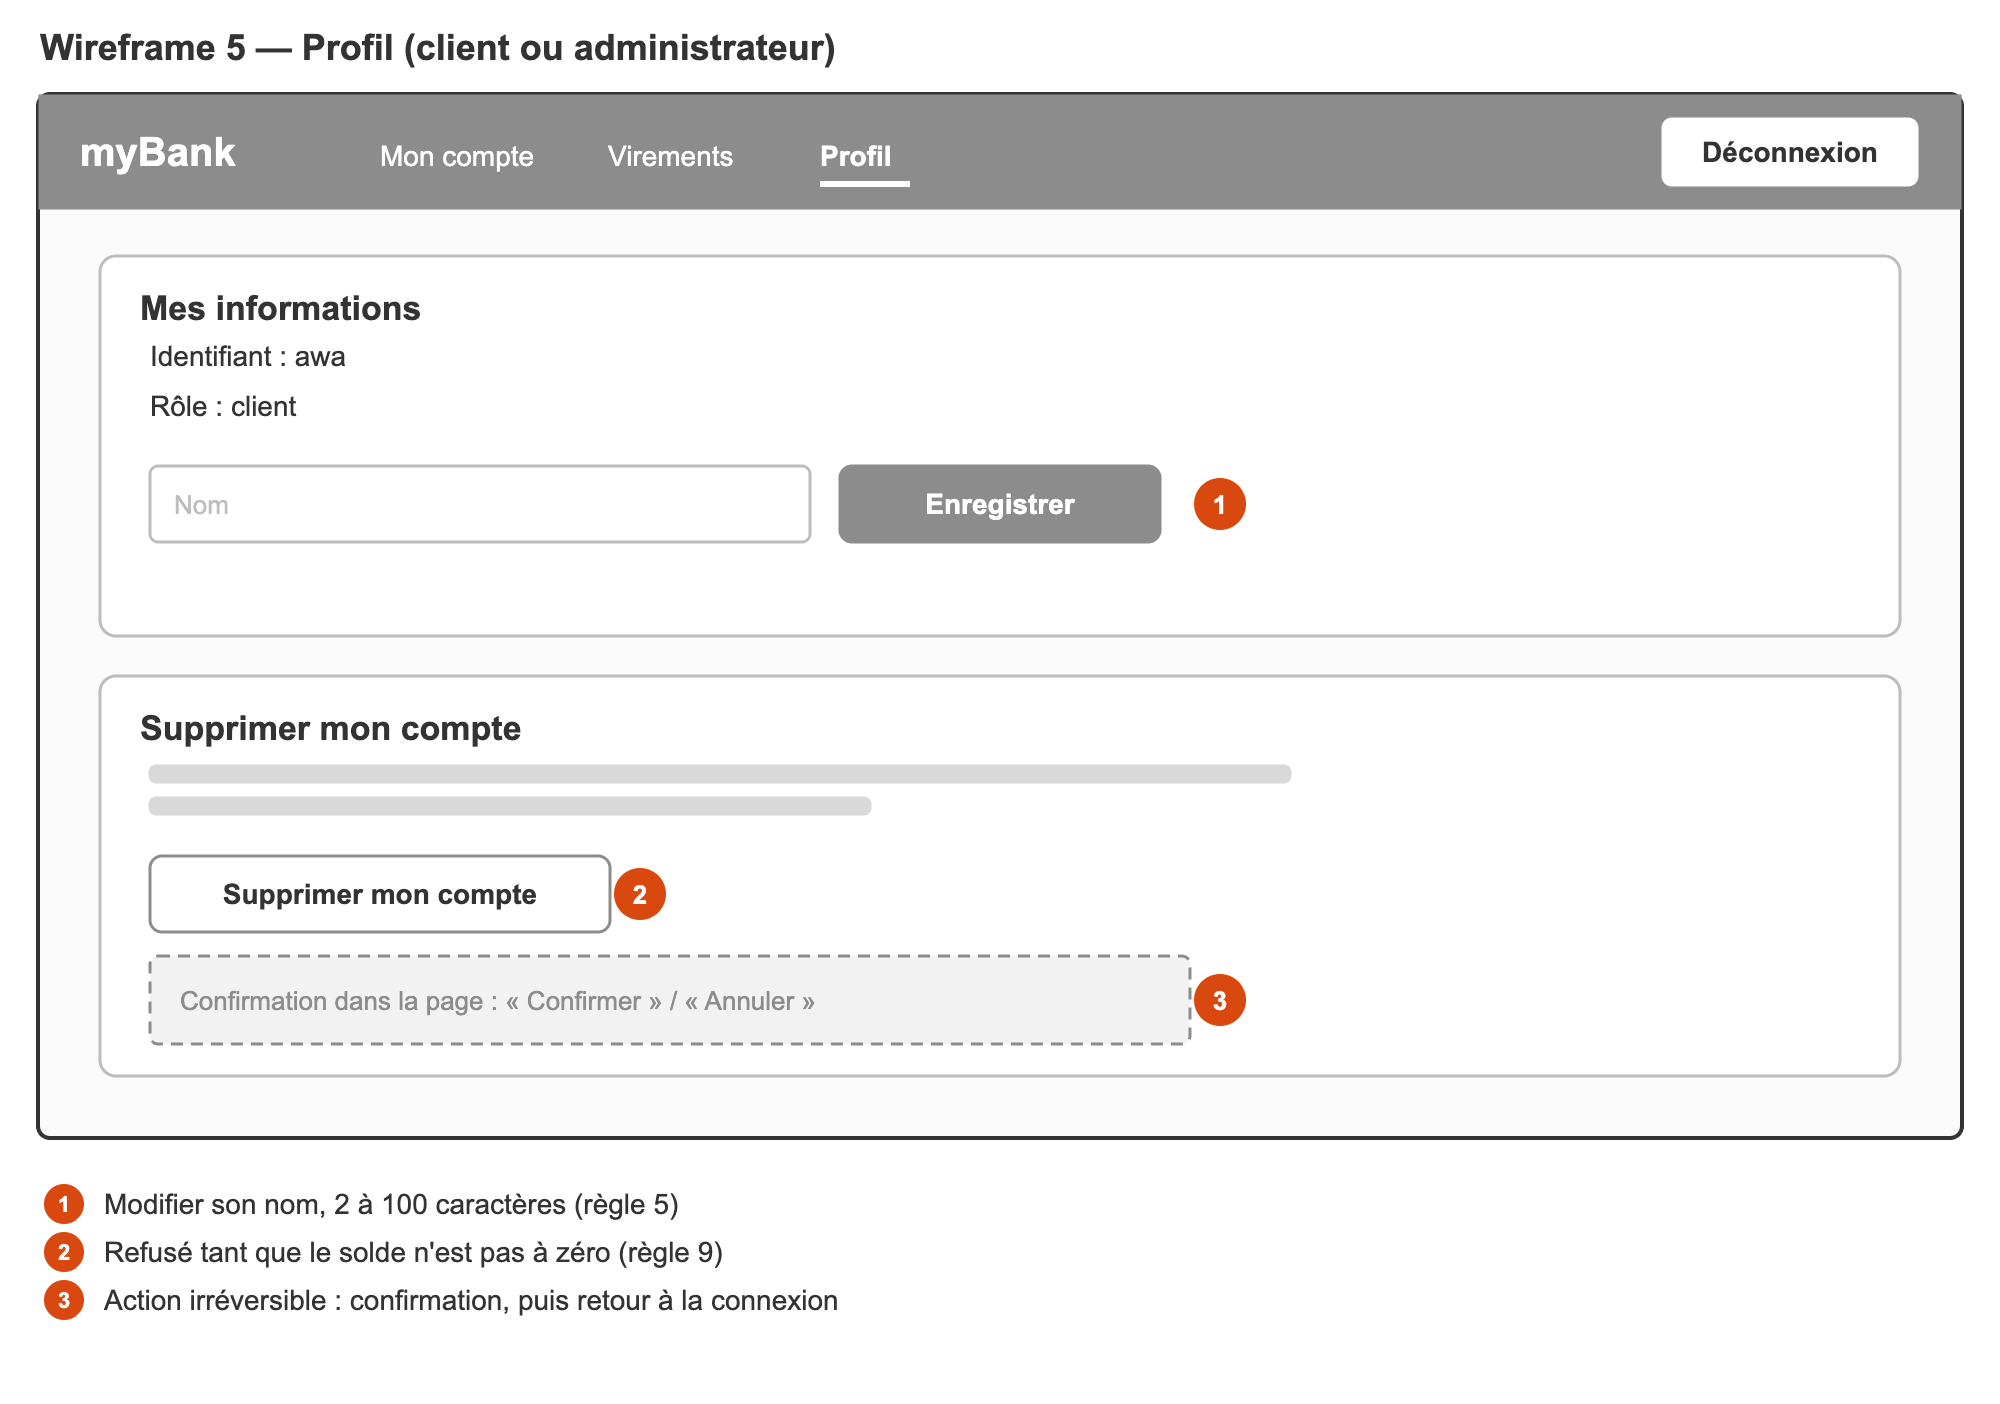 Wireframe 5 — Profil (client ou administrateur)
myBank Mon compte Virements Profil Déconnexion
Mes informations
Identifiant : awa
Rôle : client
Nom Enregistrer 1
Supprimer mon compte
Supprimer mon compte 2
Confirmation dans la page : « Confirmer » / « Annuler » 3
1 Modifier son nom, 2 à 100 caractères (règle 5)
2 Refusé tant que le solde n'est pas à zéro (règle 9)
3 Action irréversible : confirmation, puis retour à la connexion